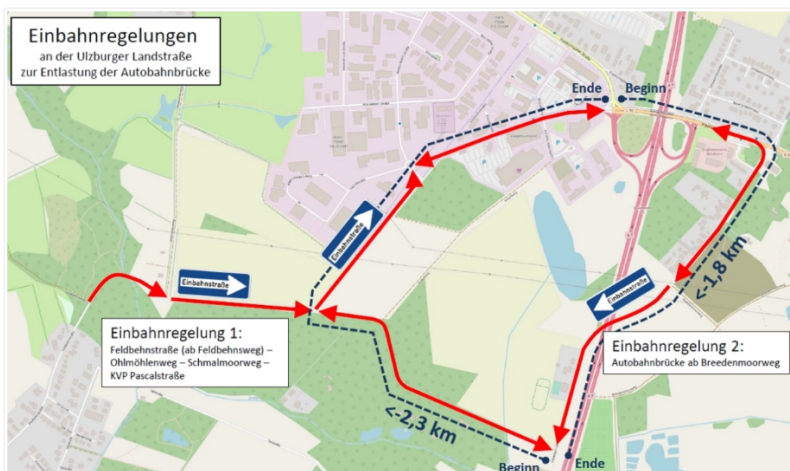 Einbahnregelungen
an der Ulzburger Landstraße
zur Entlastung der Autobahnbrücke
Ende
Beginn
Einbahnstraße
Einbahnstraße
Einbahnstraße
<-1,8 km
Einbahnregelung 1:
Feldbehnstraße (ab Feldbehnsweg) –
Ohlmöhlenweg – Schmalmoorweg –
KVP Pascalstraße
Einbahnregelung 2:
Autobahnbrücke ab Breedenmoorweg
<-2,3 km
Beginn
Ende